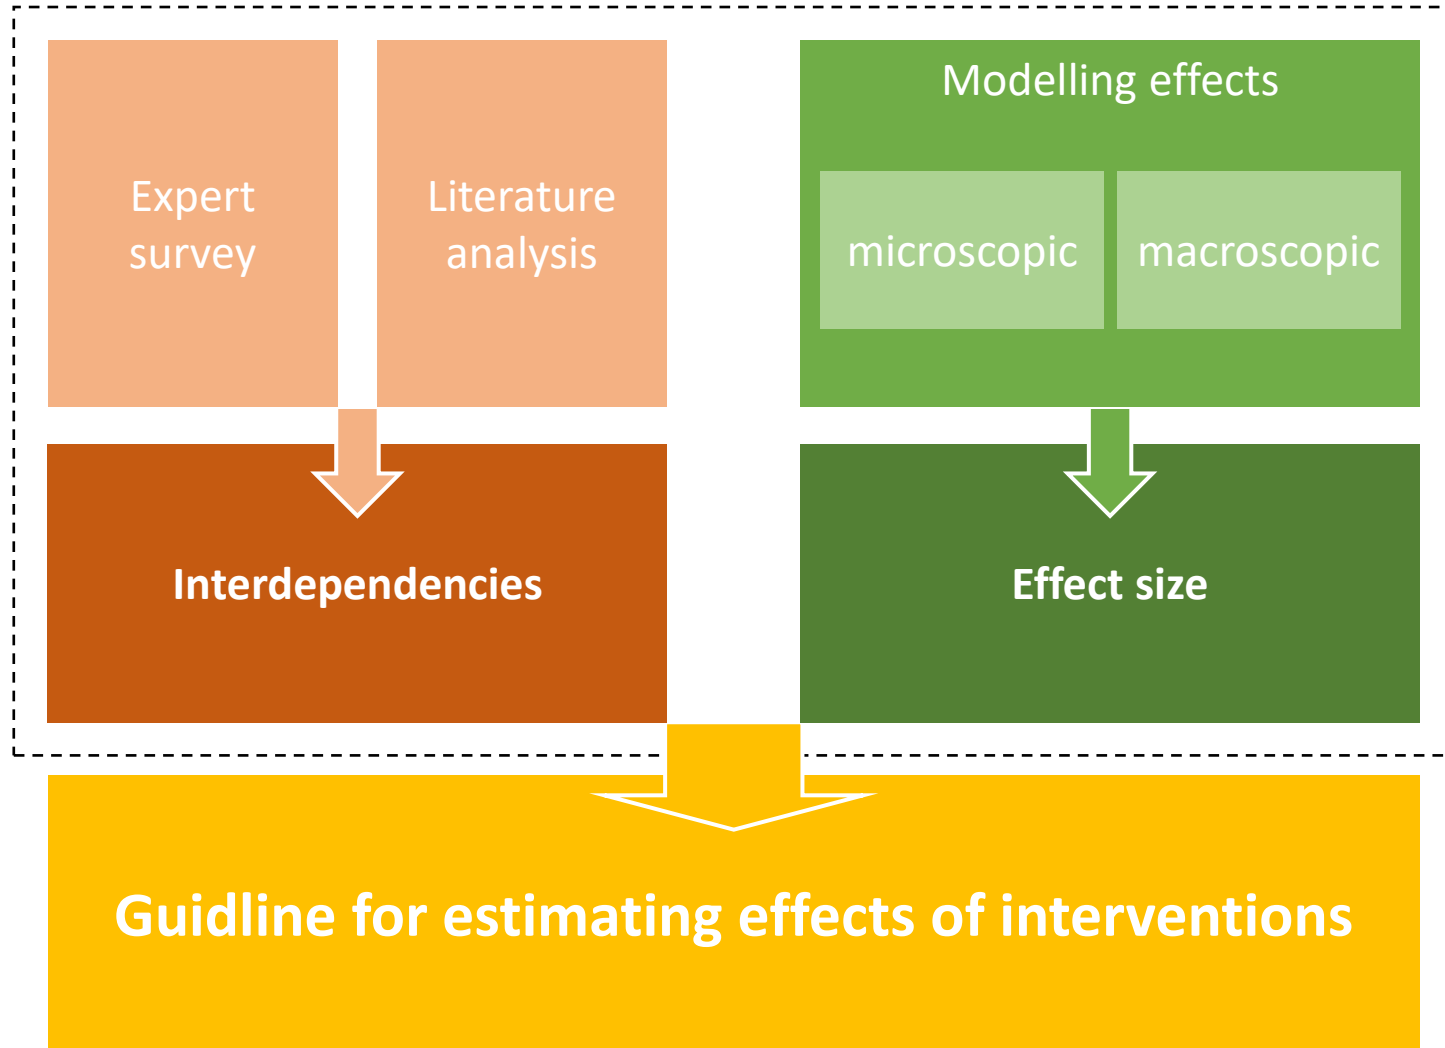 Expert
survey
Literature
analysis
Modelling effects
microscopic
macroscopic
Interdependencies
Effect size
Guidline for estimating effects of interventions